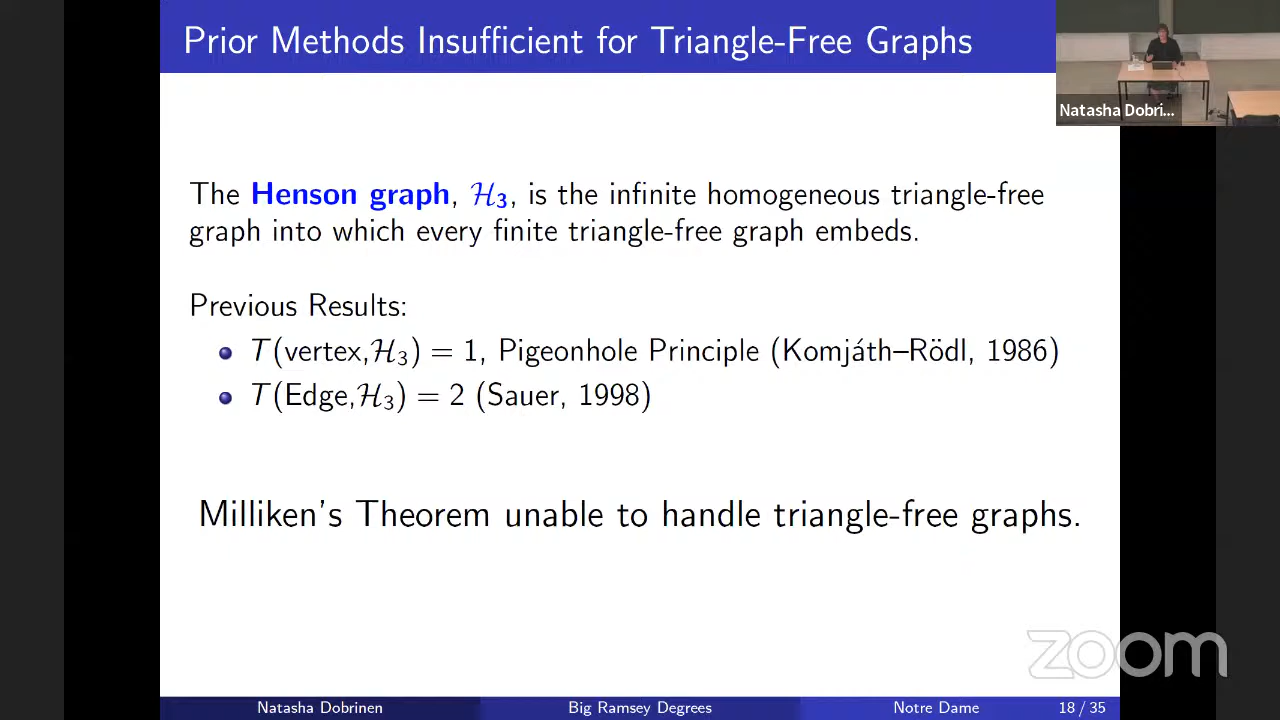 Prior Methods Insufficient for Triangle-Free Graphs
Natasha Dobri...
The Henson graph, ℋ₃, is the infinite homogeneous triangle-free
graph into which every finite triangle-free graph embeds.
Previous Results:
T(vertex,ℋ₃) = 1, Pigeonhole Principle (Komjáth–Rödl, 1986)
T(Edge,ℋ₃) = 2 (Sauer, 1998)
Milliken's Theorem unable to handle triangle-free graphs.
zoom
Natasha Dobrinen Big Ramsey Degrees Notre Dame 18 / 35